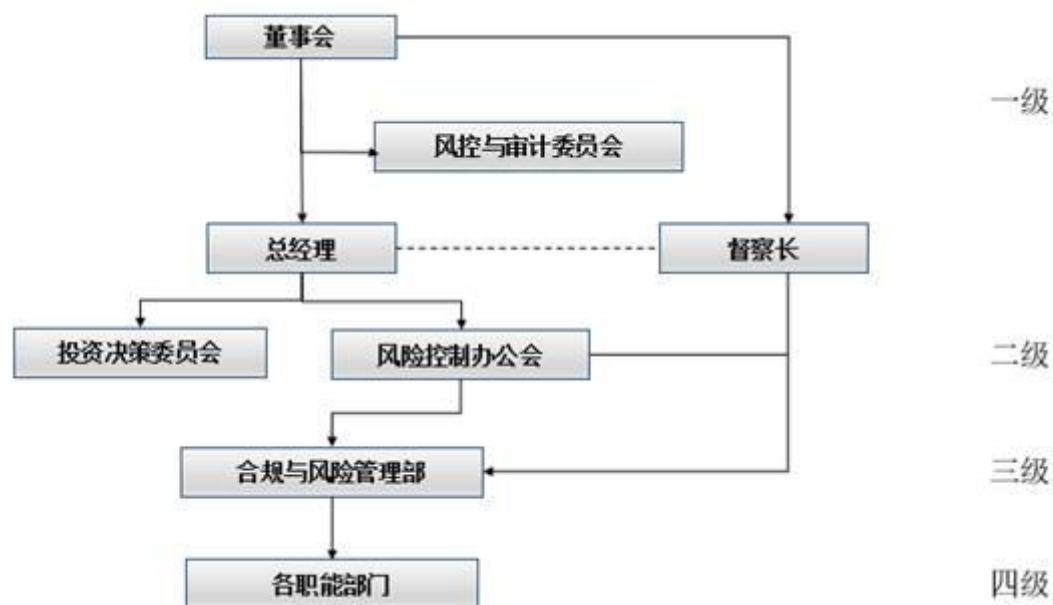 董事会
一级
风控与审计委员会
总经理
督察长
投资决策委员会
风险控制办公会
二级
合规与风险管理部
三级
各职能部门
四级